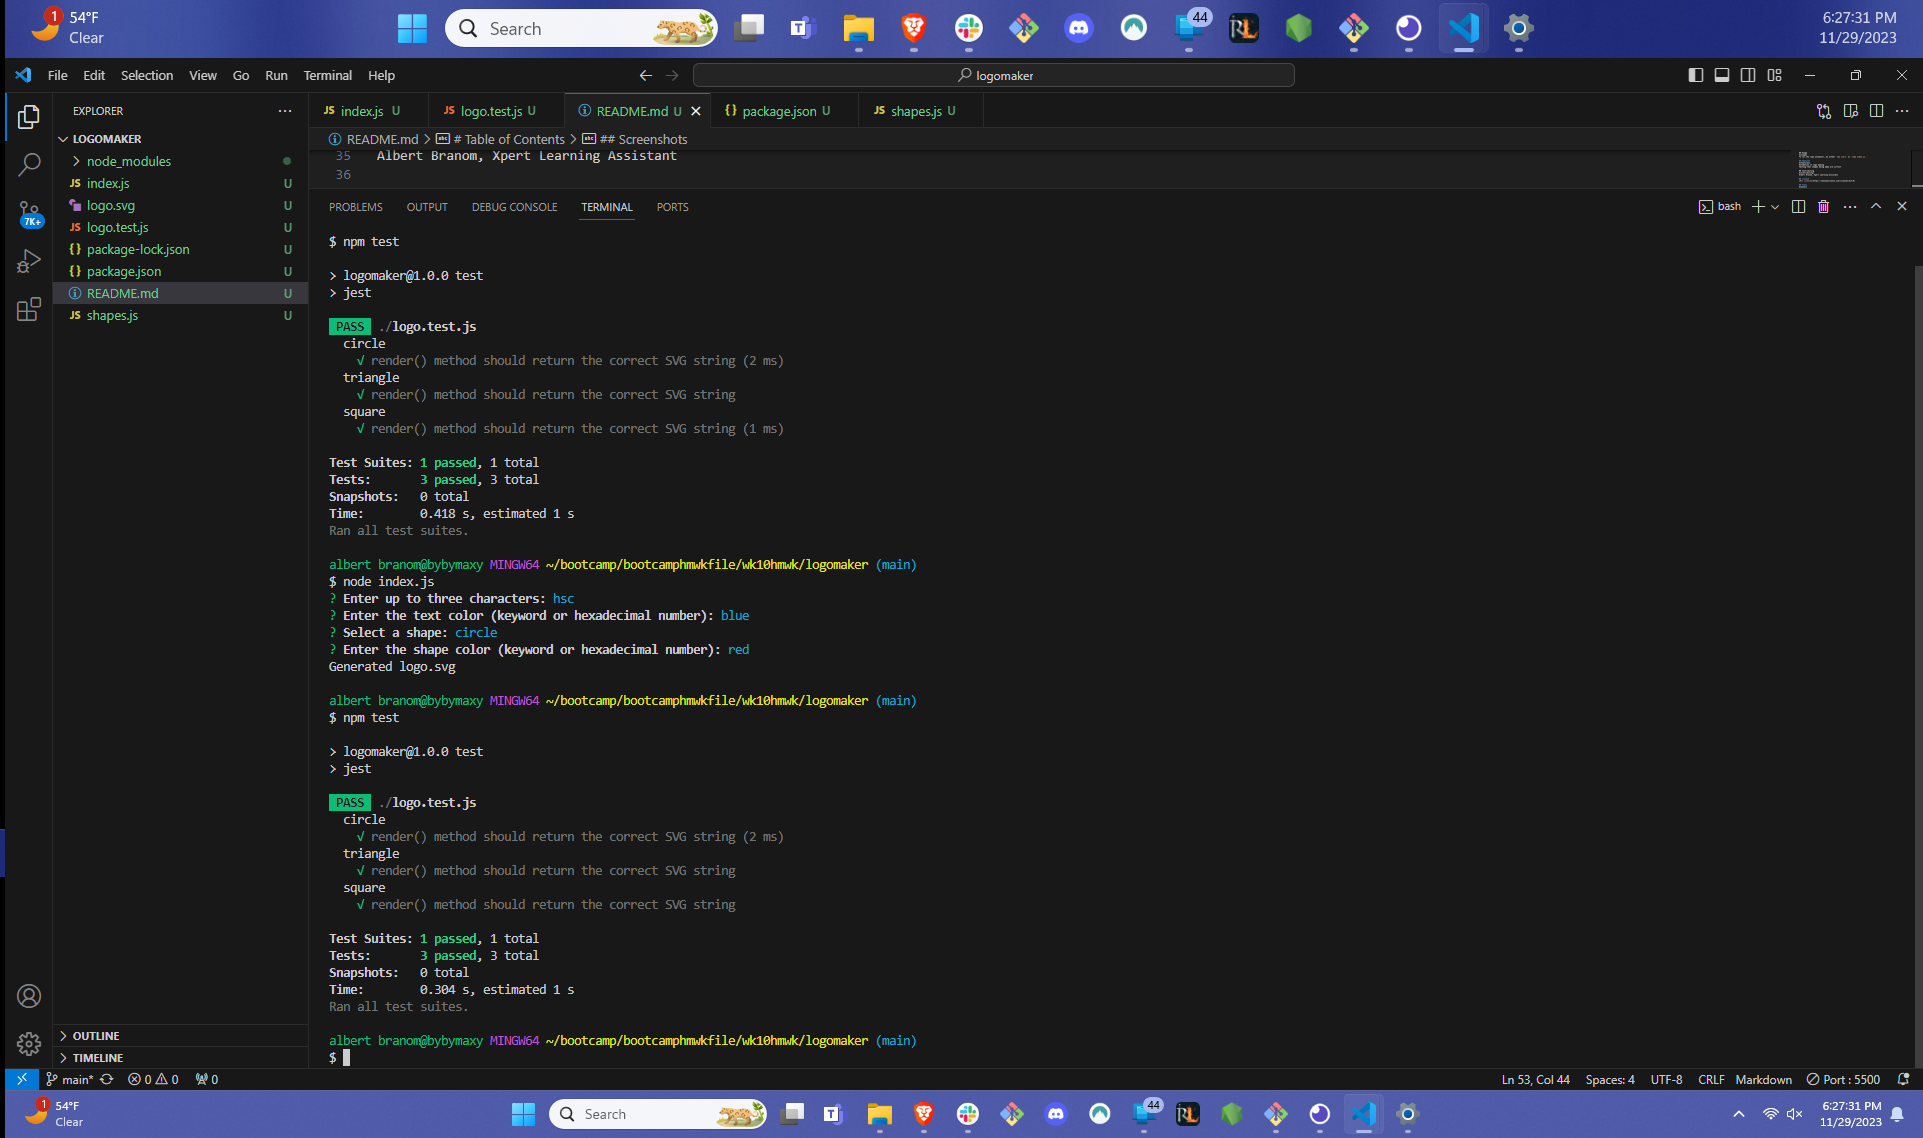 1
54°F
Clear
Search
44
6:27:31 PM
11/29/2023
File Edit Selection View Go Run Terminal Help
logomaker
EXPLORER
LOGOMAKER
node_modules
JS index.js U
logo.svg U
JS logo.test.js U
{} package-lock.json U
{} package.json U
README.md U
JS shapes.js U
7K+
OUTLINE
TIMELINE
JS index.js U JS logo.test.js U README.md U {} package.json U JS shapes.js U
README.md > # Table of Contents > ## Screenshots
35 Albert Branom, Xpert Learning Assistant
36
PROBLEMS OUTPUT DEBUG CONSOLE TERMINAL PORTS
bash
$ npm test
> logomaker@1.0.0 test
> jest
PASS ./logo.test.js
circle
√ render() method should return the correct SVG string (2 ms)
triangle
√ render() method should return the correct SVG string
square
√ render() method should return the correct SVG string (1 ms)
Test Suites: 1 passed, 1 total
Tests: 3 passed, 3 total
Snapshots: 0 total
Time: 0.418 s, estimated 1 s
Ran all test suites.
albert branom@bybymaxy MINGW64 ~/bootcamp/bootcamphmwkfile/wk10hmwk/logomaker (main)
$ node index.js
? Enter up to three characters: hsc
? Enter the text color (keyword or hexadecimal number): blue
? Select a shape: circle
? Enter the shape color (keyword or hexadecimal number): red
Generated logo.svg
albert branom@bybymaxy MINGW64 ~/bootcamp/bootcamphmwkfile/wk10hmwk/logomaker (main)
$ npm test
> logomaker@1.0.0 test
> jest
PASS ./logo.test.js
circle
√ render() method should return the correct SVG string (2 ms)
triangle
√ render() method should return the correct SVG string
square
√ render() method should return the correct SVG string
Test Suites: 1 passed, 1 total
Tests: 3 passed, 3 total
Snapshots: 0 total
Time: 0.304 s, estimated 1 s
Ran all test suites.
albert branom@bybymaxy MINGW64 ~/bootcamp/bootcamphmwkfile/wk10hmwk/logomaker (main)
$
main* 0 0 0
Ln 53, Col 44 Spaces: 4 UTF-8 CRLF Markdown Port : 5500
1
54°F
Clear
Search
44
6:27:31 PM
11/29/2023